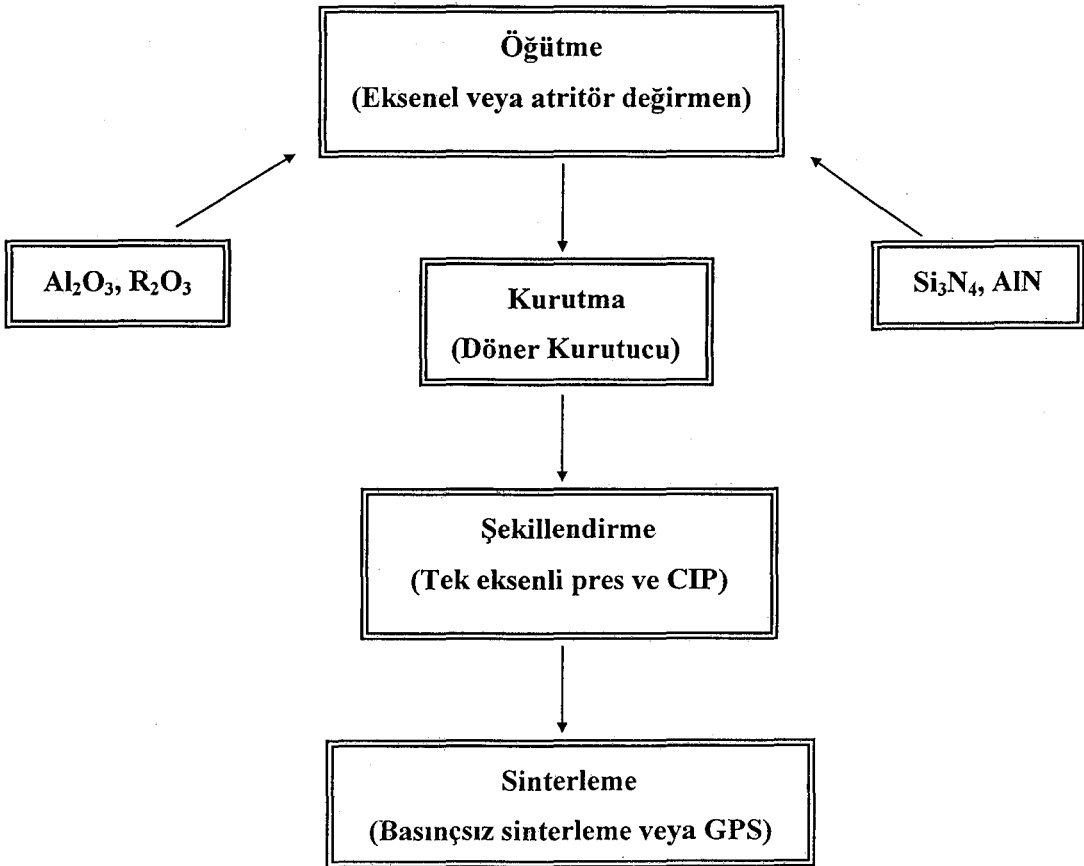 Öğütme
(Eksenel veya atritör değirmen)
Al₂O₃, R₂O₃
Si₃N₄, AlN
Kurutma
(Döner Kurutucu)
Şekillendirme
(Tek eksenli pres ve CIP)
Sinterleme
(Basınçsız sinterleme veya GPS)